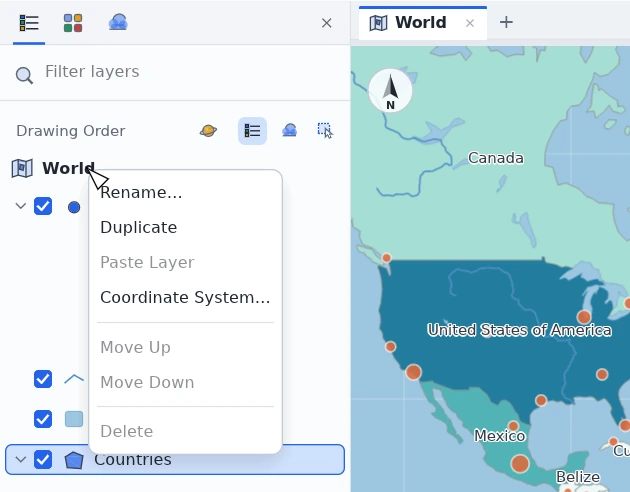 World
Filter layers
Drawing Order
World
Rename...
Duplicate
Paste Layer
Coordinate System...
Move Up
Move Down
Delete
Countries
N
Canada
United States of America
Mexico
Cu
Belize